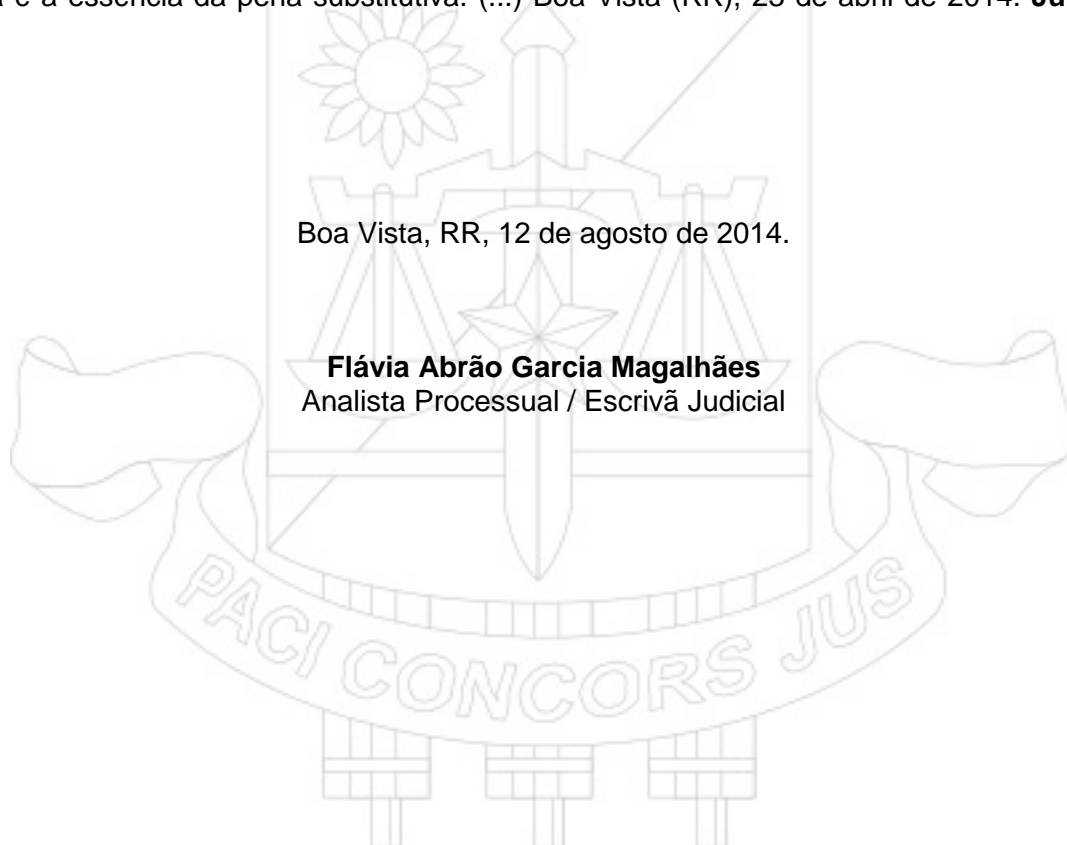 e a essência da pena substitutiva. (...) Boa Vista (RR), 25 de abril de 2014.
Boa Vista, RR, 12 de agosto de 2014.
Flávia Abrão Garcia Magalhães
Analista Processual / Escrivã Judicial
PACI CONCORS JUS